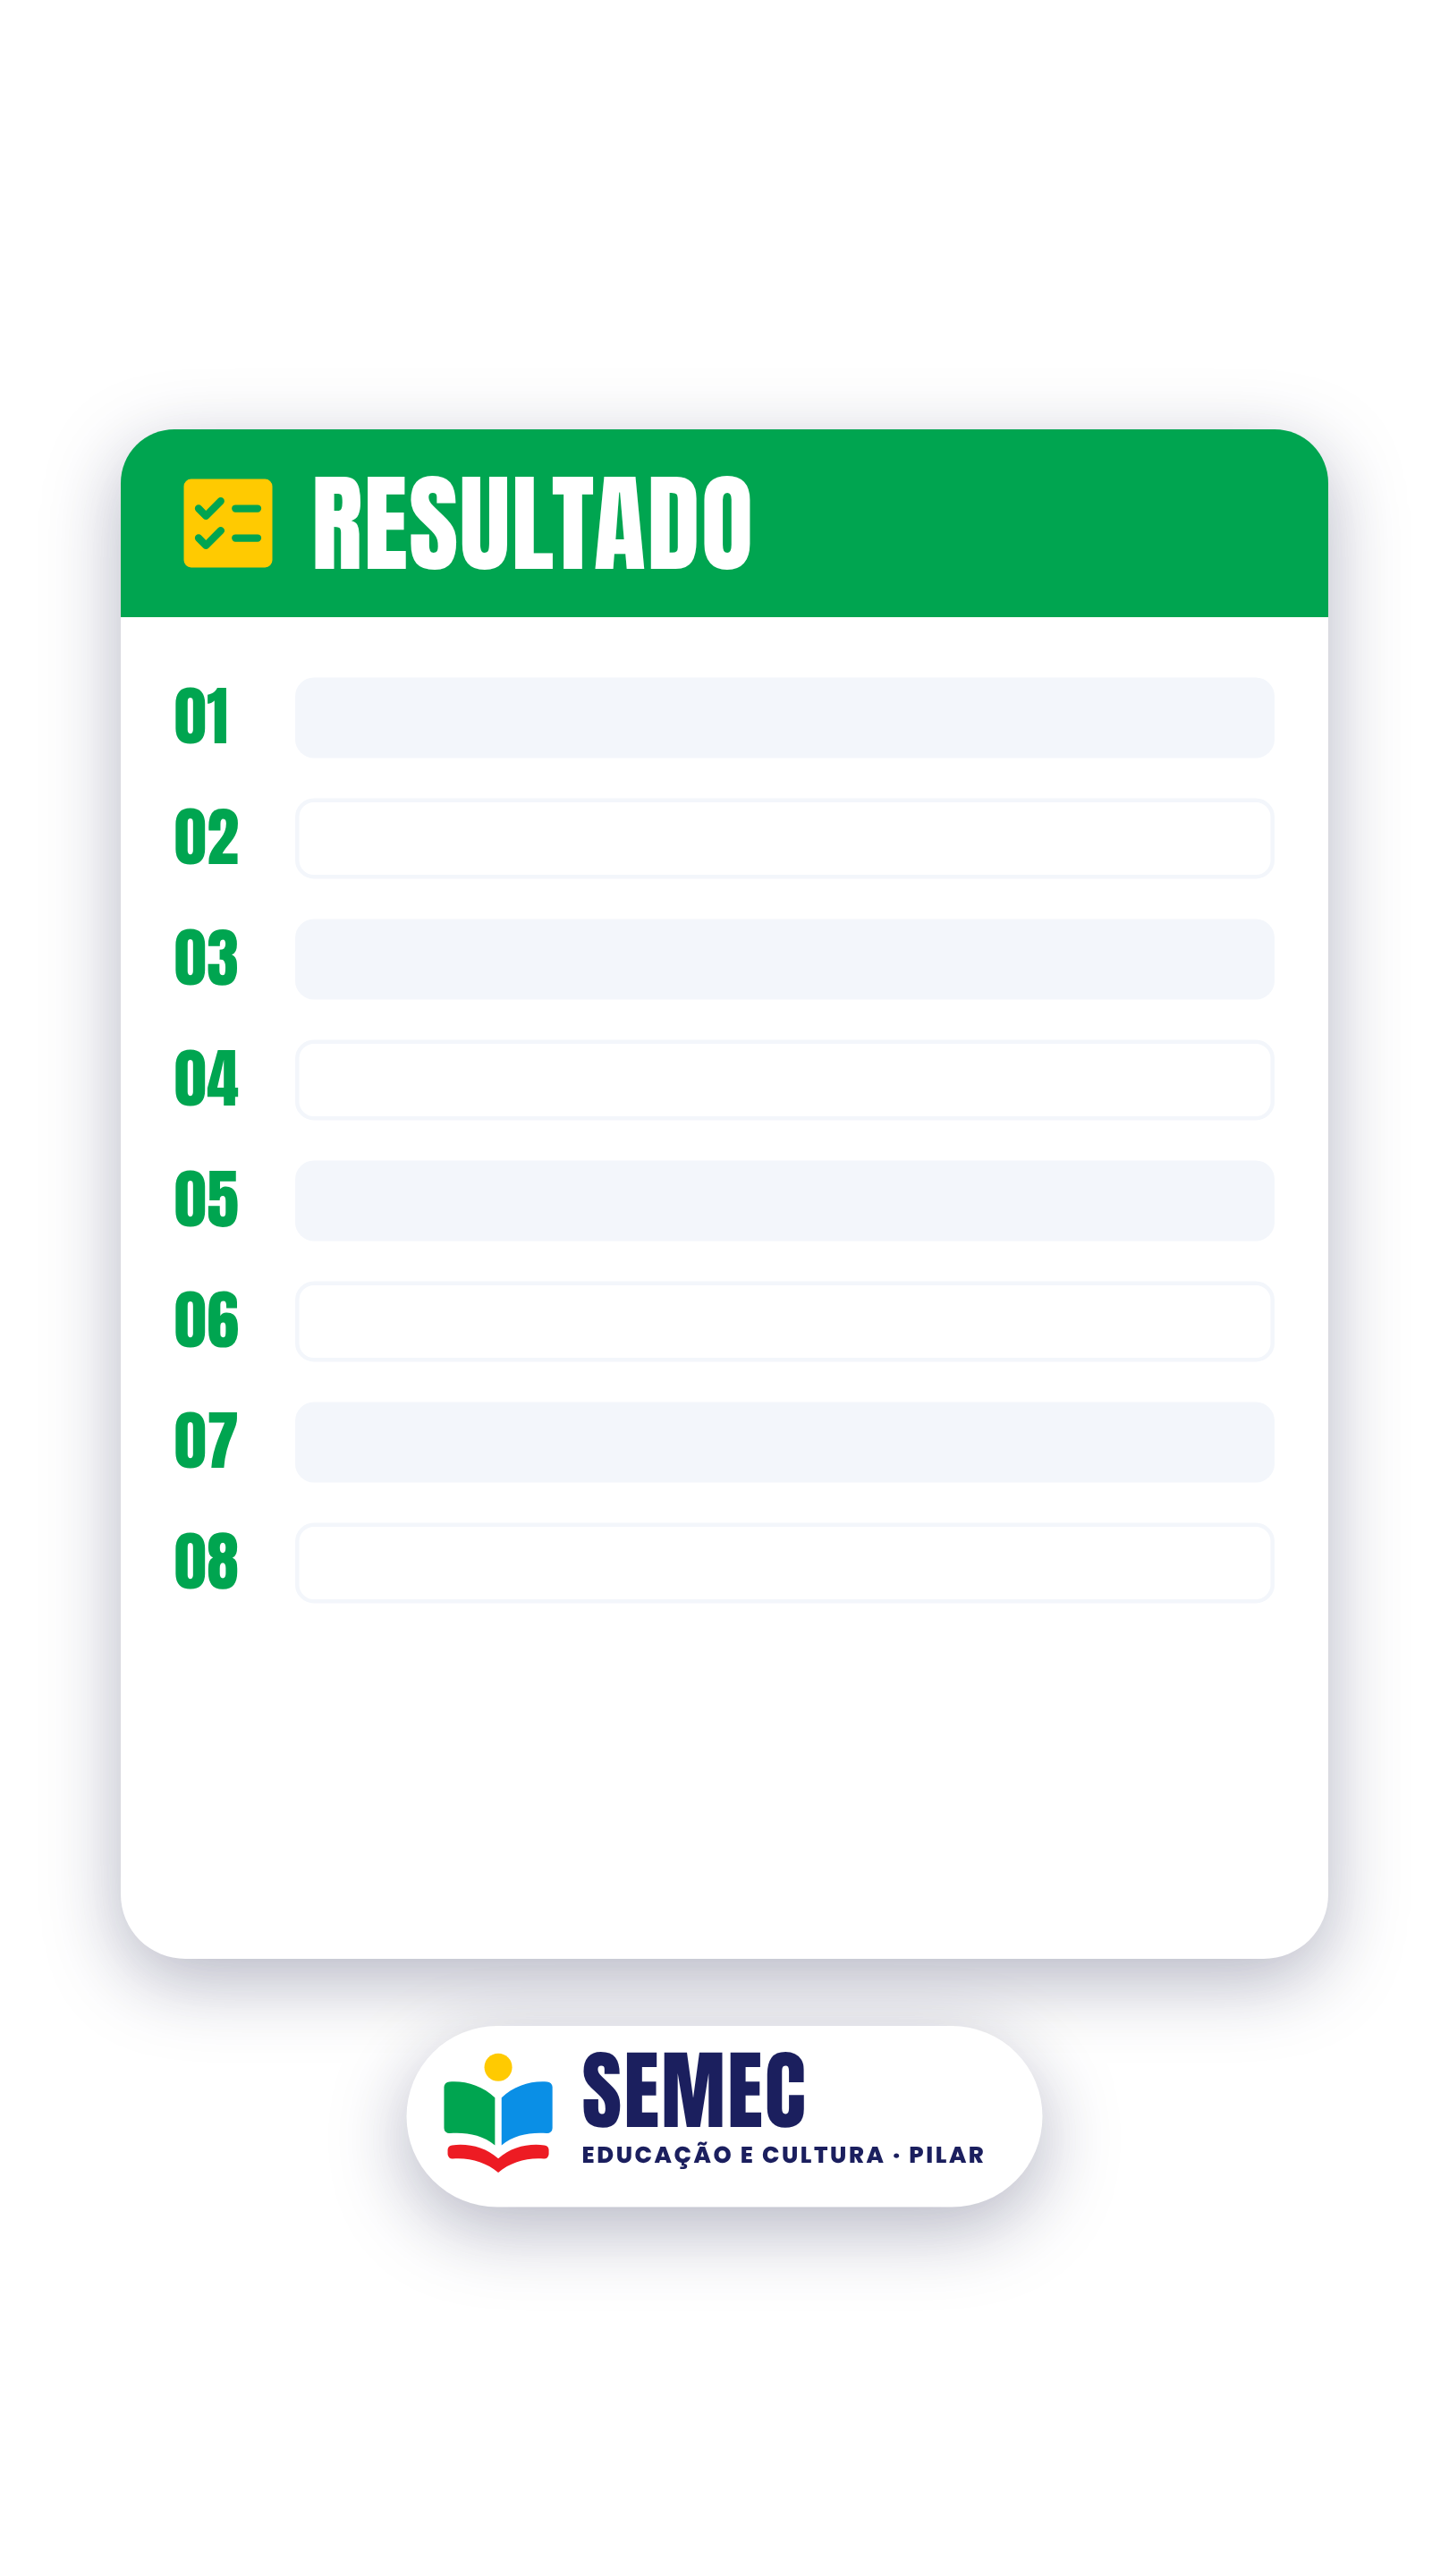 RESULTADO
01
02
03
04
05
06
07
08
SEMEC
EDUCAÇÃO E CULTURA · PILAR